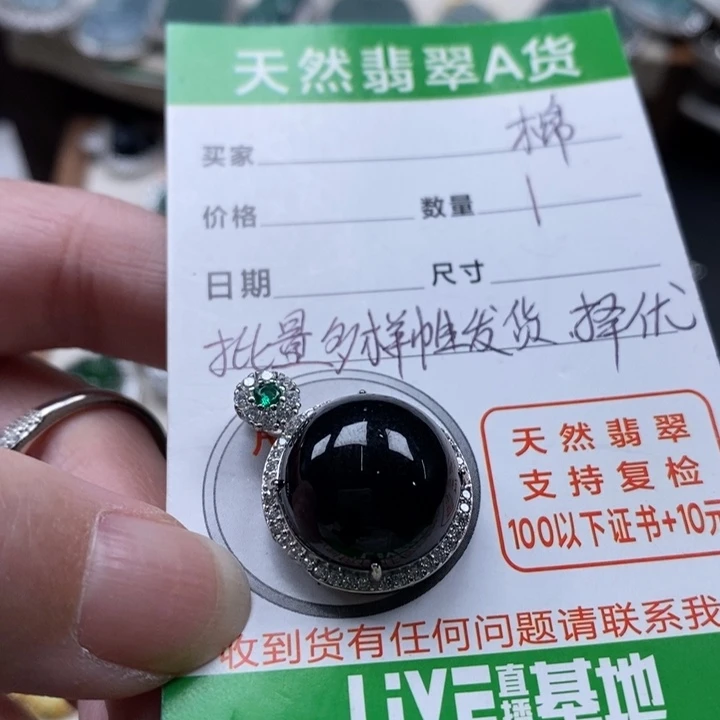 天然翡翠A货
买家 棉
价格 数量 1
日期 尺寸
批量多样性发货 择优
天然翡翠
支持复检
100以下证书+10元
收到货有任何问题请联系我
LiVE直播基地